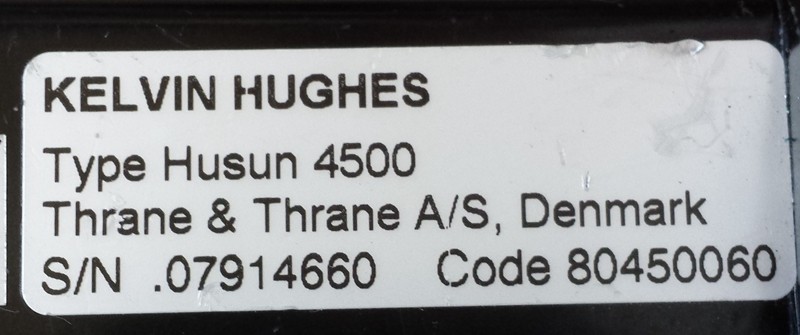 KELVIN HUGHES
Type Husun 4500
Thrane & Thrane A/S, Denmark
S/N .07914660 Code 80450060